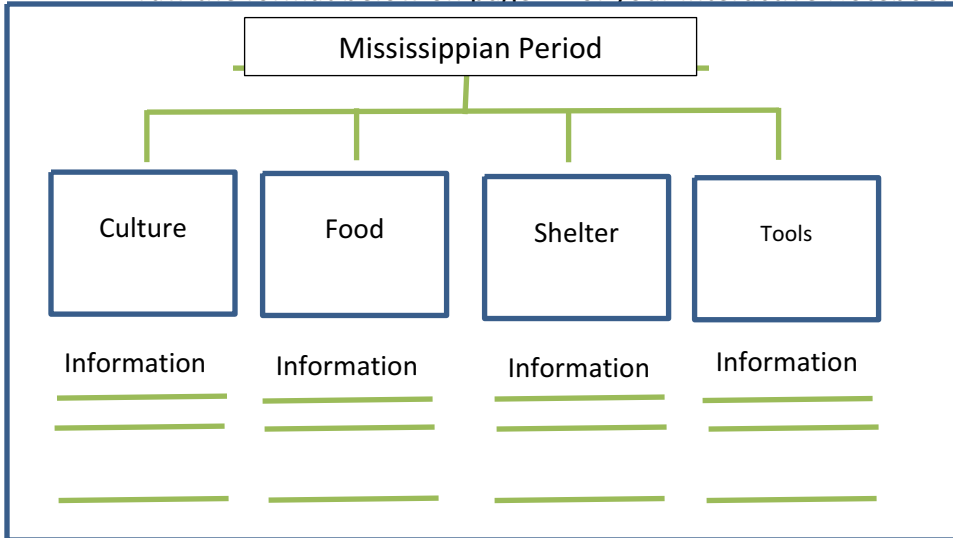 Mississippian Period
Culture
Food
Shelter
Tools
Information
Information
Information
Information